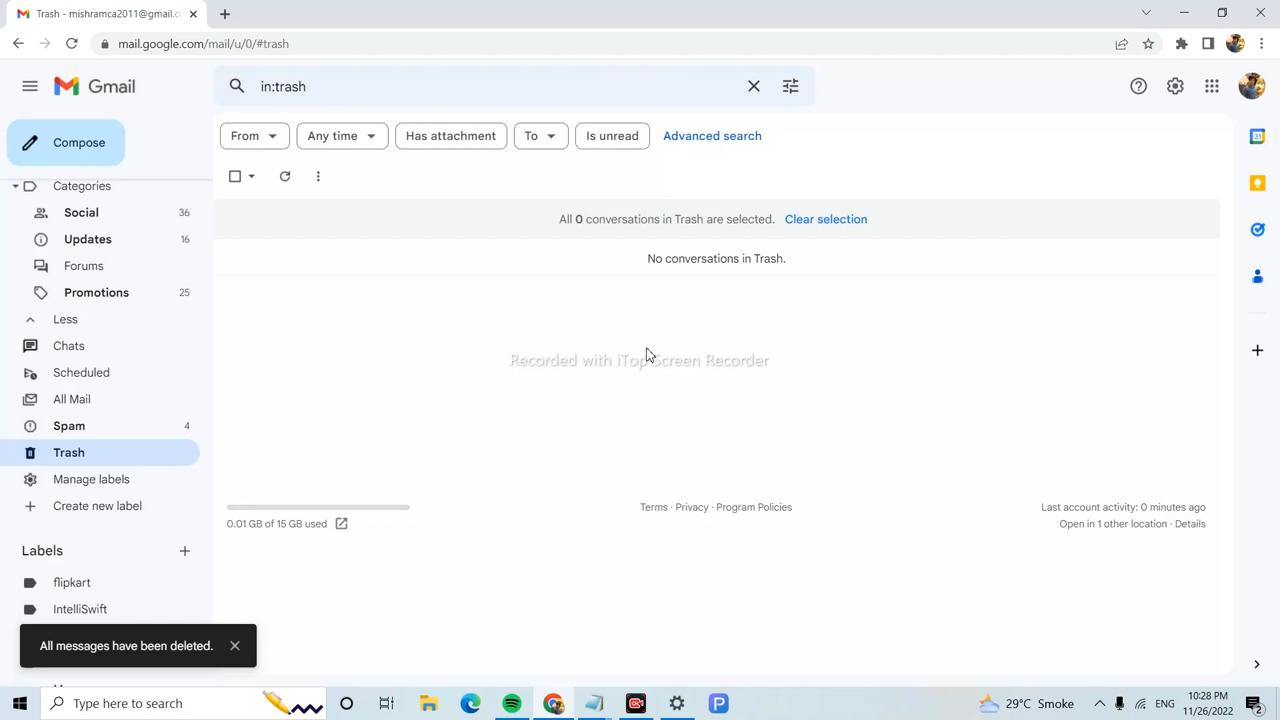 Trash - mishramca2011@gmail.c
mail.google.com/mail/u/0/#trash
Gmail
in:trash
Compose
From
Any time
Has attachment
To
Is unread
Advanced search
Categories
Social 36
Updates 16
Forums
Promotions 25
Less
Chats
Scheduled
All Mail
Spam 4
Trash
Manage labels
Create new label
Labels
flipkart
IntelliSwift
All 0 conversations in Trash are selected. Clear selection
No conversations in Trash.
Recorded with iTop Screen Recorder
0.01 GB of 15 GB used
Terms · Privacy · Program Policies
Last account activity: 0 minutes ago
Open in 1 other location · Details
All messages have been deleted.
31
Type here to search
29°C Smoke
ENG
10:28 PM
11/26/2022
2